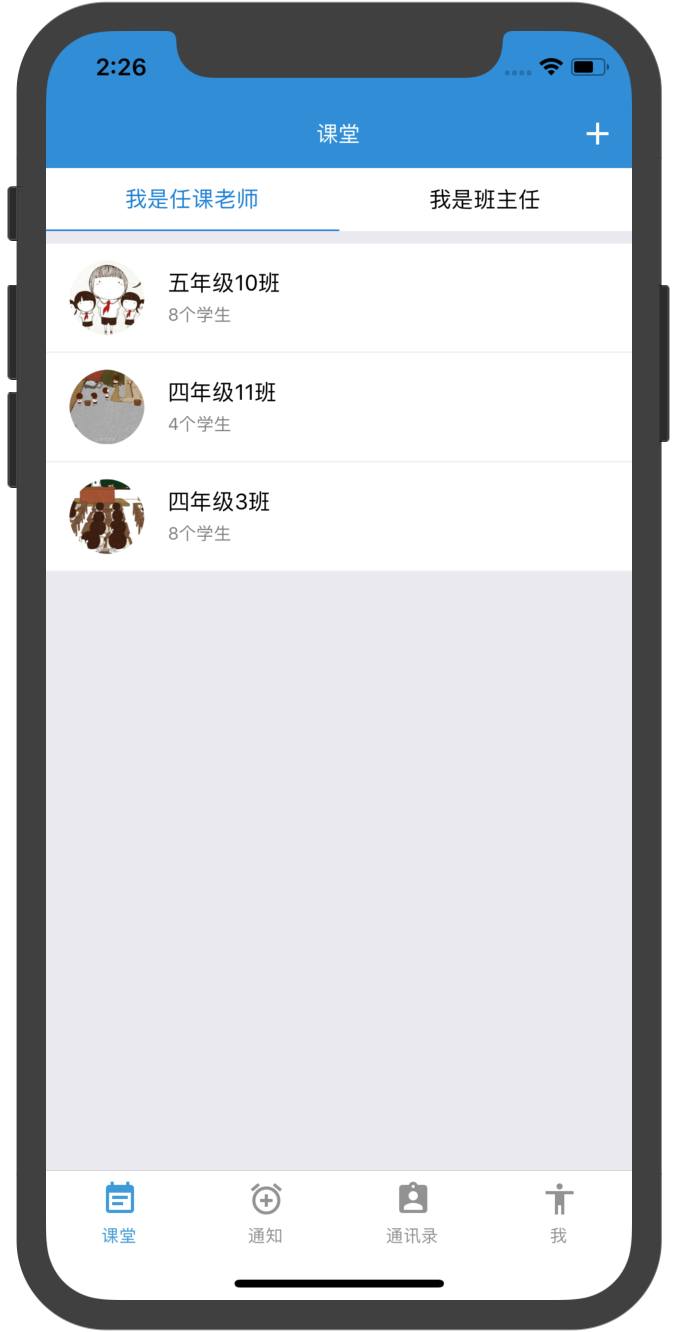 2:26
课堂
我是任课老师
我是班主任
五年级10班
8个学生
四年级11班
4个学生
四年级3班
8个学生
课堂
通知
通讯录
我